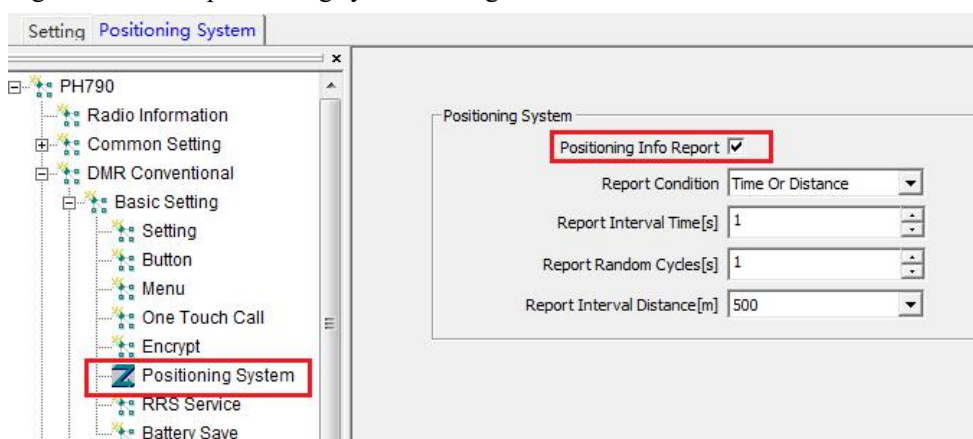 Setting Positioning System
PH790
Radio Information
Common Setting
DMR Conventional
Basic Setting
Setting
Button
Menu
One Touch Call
Encrypt
Positioning System
RRS Service
Battery Save
Positioning System
Positioning Info Report
Report Condition Time Or Distance
Report Interval Time[s] 1
Report Random Cycles[s] 1
Report Interval Distance[m] 500